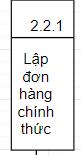 2.2.1
Lập
đơn
hàng
chính
thức